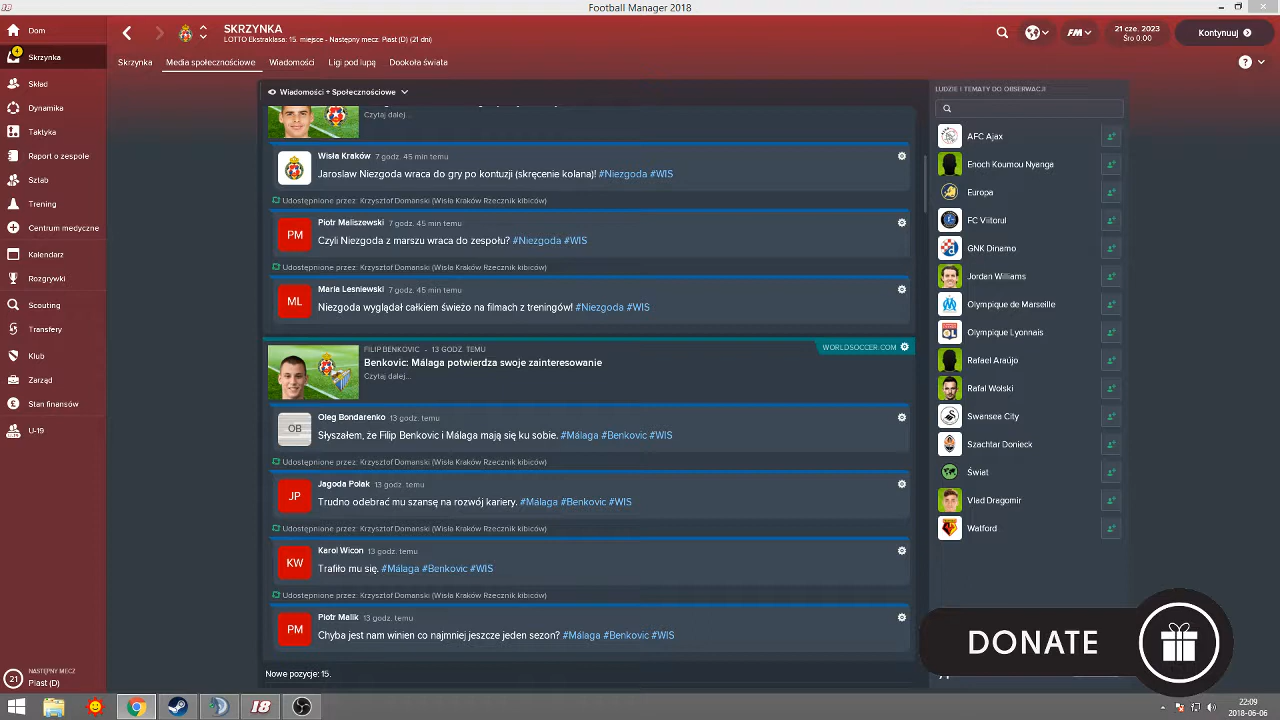 Football Manager 2018
Dom
Skrzynka
4
Skład
Dynamika
Taktyka
Raport o zespole
Sztab
Trening
Centrum medyczne
Kalendarz
Rozgrywki
Scouting
Transfery
Klub
Zarząd
Stan finansów
U-19
21
NASTĘPNY MECZ
Piast (D)
SKRZYNKA
LOTTO Ekstraklasa: 15. miejsce - Następny mecz: Piast (D) (21 dni)
FM
21 cze. 2023
Śro 0:00
Kontynuuj
Skrzynka Media społecznościowe Wiadomości Ligi pod lupą Dookoła świata
?
Wiadomości + Społecznościowe
Czytaj dalej...
Wisła Kraków 7 godz. 45 min temu
Jaroslaw Niezgoda wraca do gry po kontuzji (skręcenie kolana)! #Niezgoda #WIS
Udostępnione przez: Krzysztof Domanski (Wisła Kraków Rzecznik kibiców)
PM
Piotr Maliszewski 7 godz. 45 min temu
Czyli Niezgoda z marszu wraca do zespołu? #Niezgoda #WIS
Udostępnione przez: Krzysztof Domanski (Wisła Kraków Rzecznik kibiców)
ML
Maria Lesniewski 7 godz. 45 min temu
Niezgoda wyglądał całkiem świeżo na filmach z treningów! #Niezgoda #WIS
FILIP BENKOVIC - 13 GODZ. TEMU
WORLDSOCCER.COM
Benkovic: Málaga potwierdza swoje zainteresowanie
Czytaj dalej...
OB
Oleg Bondarenko 13 godz. temu
Słyszałem, że Filip Benkovic i Málaga mają się ku sobie. #Málaga #Benkovic #WIS
Udostępnione przez: Krzysztof Domanski (Wisła Kraków Rzecznik kibiców)
JP
Jagoda Polak 13 godz. temu
Trudno odebrać mu szansę na rozwój kariery. #Málaga #Benkovic #WIS
Udostępnione przez: Krzysztof Domanski (Wisła Kraków Rzecznik kibiców)
KW
Karol Wicon 13 godz. temu
Trafiło mu się. #Málaga #Benkovic #WIS
Udostępnione przez: Krzysztof Domanski (Wisła Kraków Rzecznik kibiców)
PM
Piotr Malik 13 godz. temu
Chyba jest nam winien co najmniej jeszcze jeden sezon? #Málaga #Benkovic #WIS
Nowe pozycje: 15.
LUDZIE I TEMATY DO OBSERWACJI
AFC Ajax
Enoch Koumou Nyanga
Europa
FC Viitorul
GNK Dinamo
Jordan Williams
Olympique de Marseille
Olympique Lyonnais
Rafael Araújo
Rafal Wolski
Swansea City
Szachtar Donieck
Świat
Vlad Dragomir
Watford
DONATE
18
22:09
2018-06-06